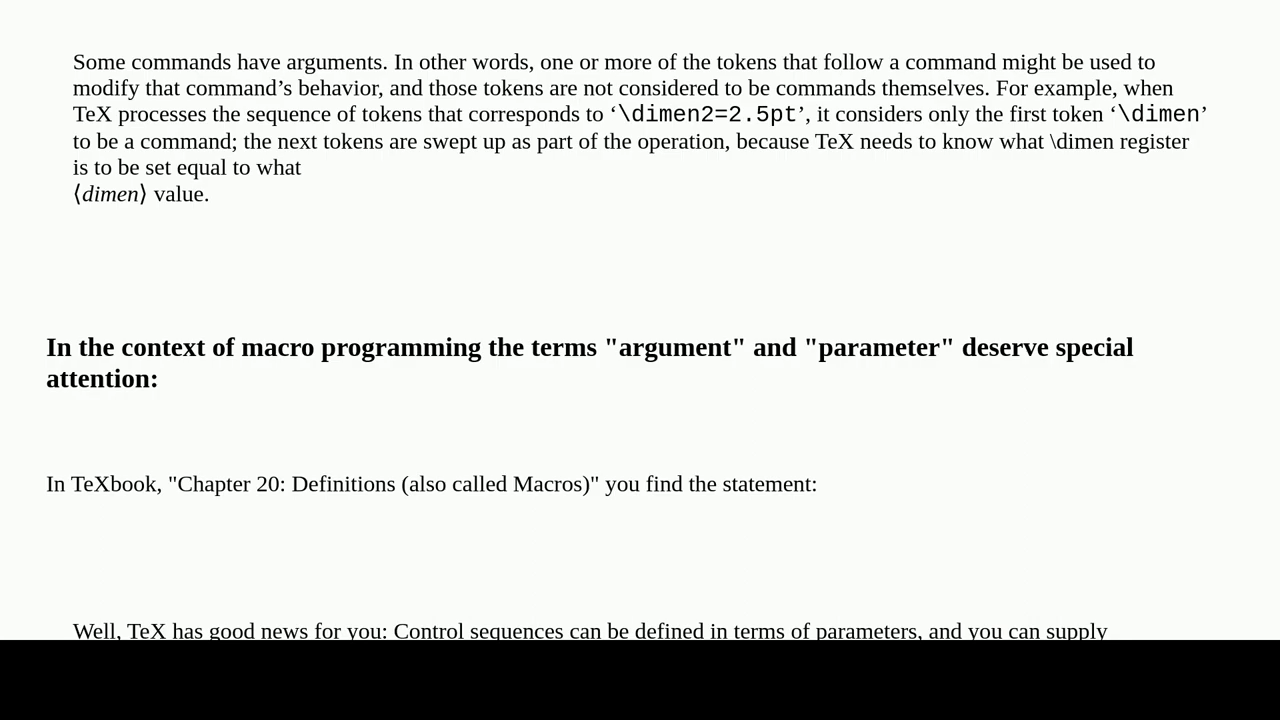 Some commands have arguments. In other words, one or more of the tokens that follow a command might be used to
modify that command’s behavior, and those tokens are not considered to be commands themselves. For example, when
TeX processes the sequence of tokens that corresponds to ‘\dimen2=2.5pt’, it considers only the first token ‘\dimen’
to be a command; the next tokens are swept up as part of the operation, because TeX needs to know what \dimen register
is to be set equal to what
⟨dimen⟩ value.
In the context of macro programming the terms "argument" and "parameter" deserve special
attention:
In TeXbook, "Chapter 20: Definitions (also called Macros)" you find the statement:
Well, TeX has good news for you: Control sequences can be defined in terms of parameters, and you can supply